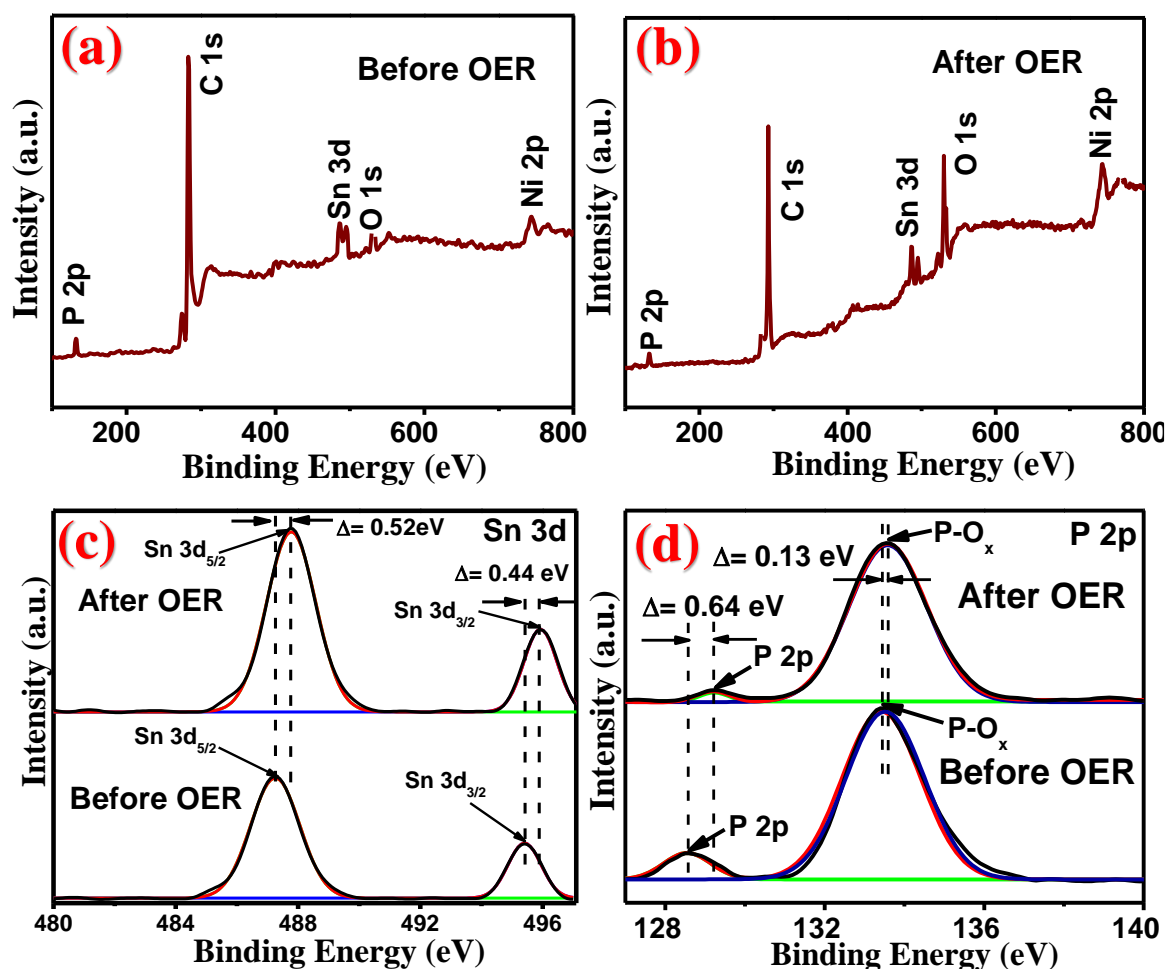 (a)
C 1s
Before OER
Sn 3d
O 1s
Ni 2p
P 2p
Intensity (a.u.)
200 400 600 800
Binding Energy (eV)
(b)
After OER
C 1s
Sn 3d
O 1s
Ni 2p
P 2p
Intensity (a.u.)
200 400 600 800
Binding Energy (eV)
(c)
Δ= 0.52eV
Sn 3d
Sn 3d5/2
Δ= 0.44 eV
After OER
Sn 3d3/2
Sn 3d5/2
Before OER
Sn 3d3/2
Intensity (a.u.)
480 484 488 492 496
Binding Energy (eV)
(d)
P-Ox
P 2p
Δ= 0.13 eV
After OER
Δ= 0.64 eV
P 2p
P-Ox
Before OER
P 2p
Intensity (a.u.)
128 132 136 140
Binding Energy (eV)